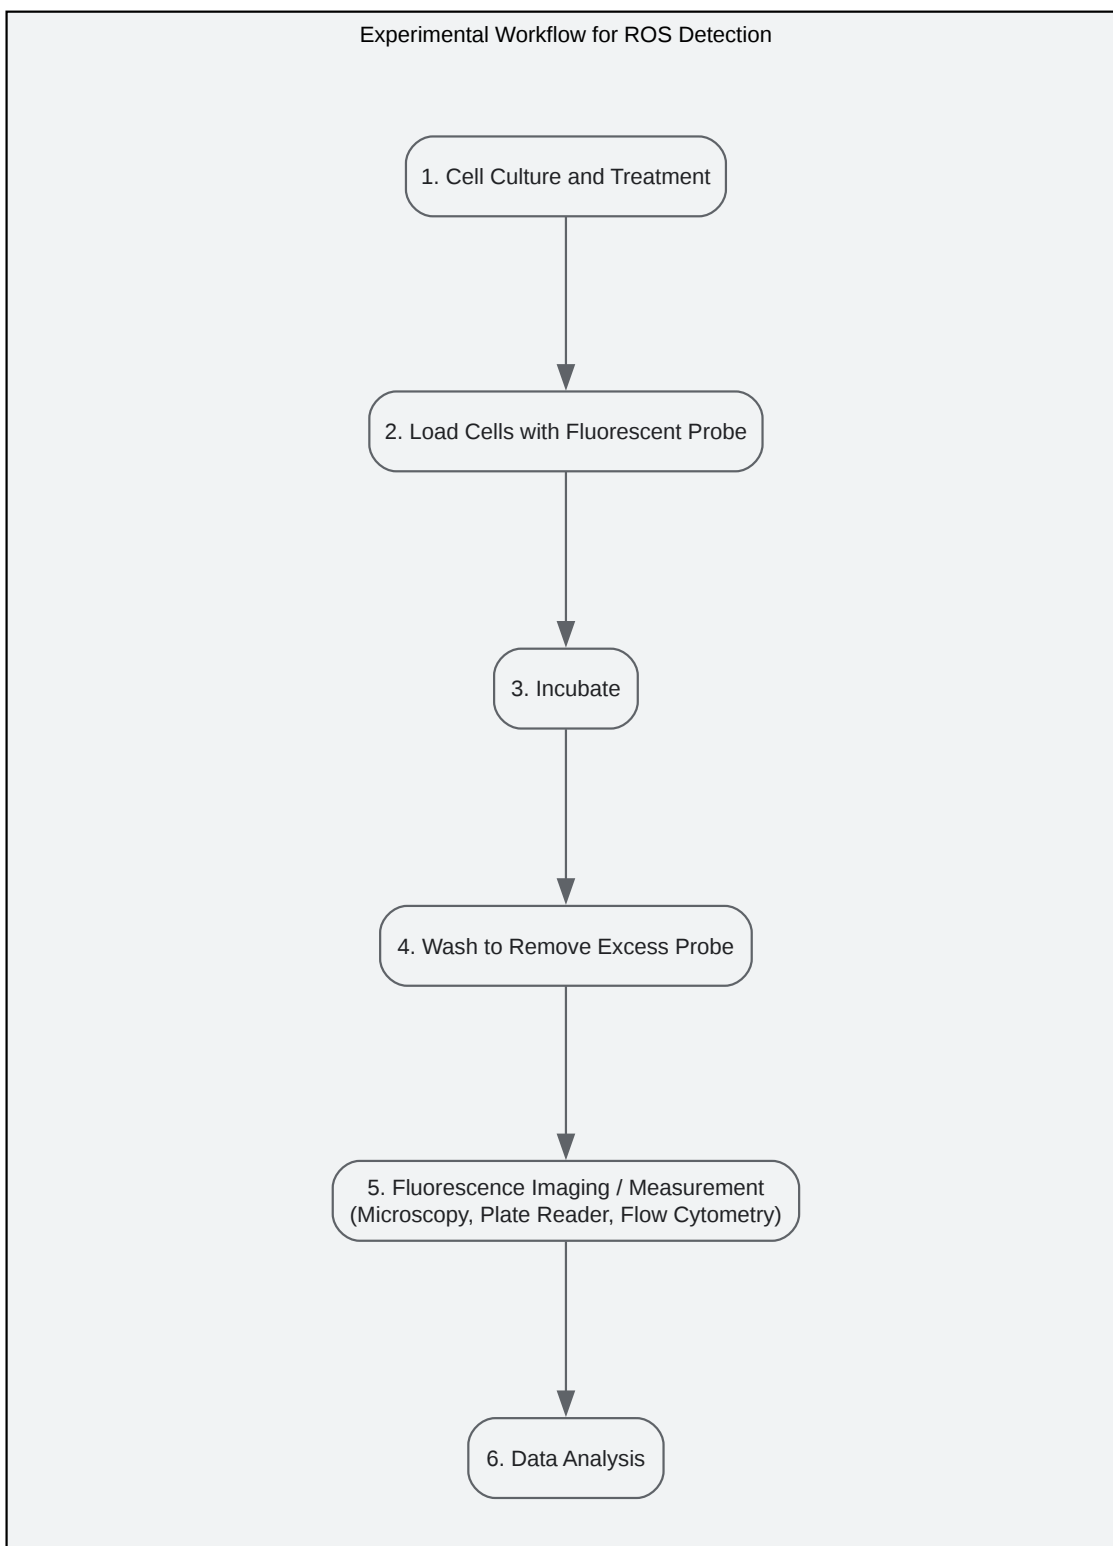 Experimental Workflow for ROS Detection
1. Cell Culture and Treatment
2. Load Cells with Fluorescent Probe
3. Incubate
4. Wash to Remove Excess Probe
5. Fluorescence Imaging / Measurement
(Microscopy, Plate Reader, Flow Cytometry)
6. Data Analysis